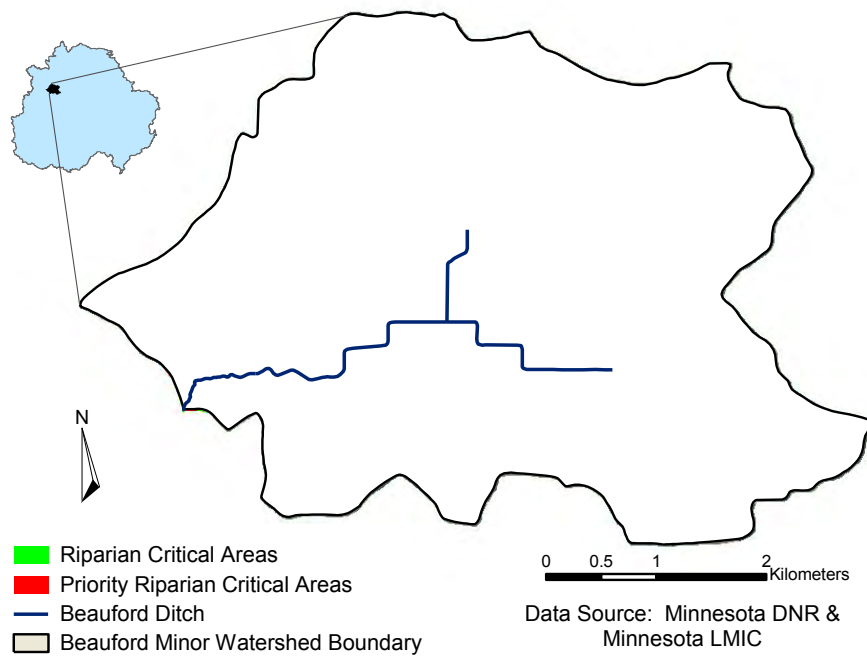 N
Riparian Critical Areas
Priority Riparian Critical Areas
Beauford Ditch
Beauford Minor Watershed Boundary
0 0.5 1 2
Kilometers
Data Source: Minnesota DNR &
Minnesota LMIC